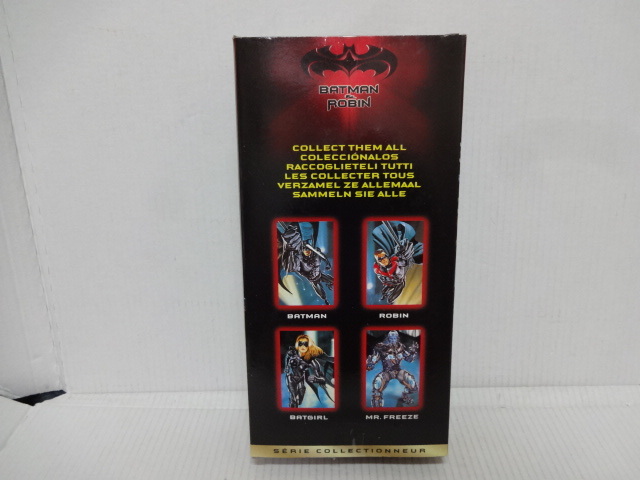 BATMAN
&
ROBIN
COLLECT THEM ALL
COLECCIÓNALOS
RACCOGLIETELI TUTTI
LES COLLECTER TOUS
VERZAMEL ZE ALLEMAAL
SAMMELN SIE ALLE
BATMAN
ROBIN
BATGIRL
MR. FREEZE
SÉRIE COLLECTIONNEUR